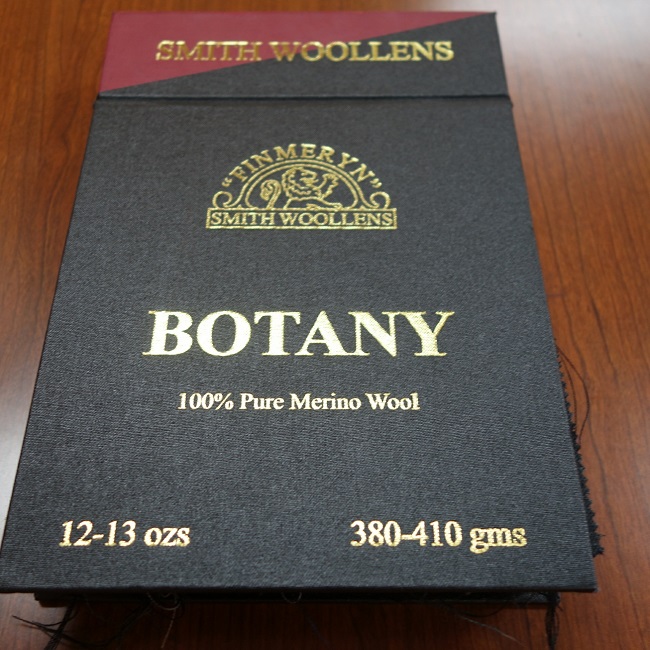 SMITH WOOLLENS
"FINMERYN"
SMITH WOOLLENS
BOTANY
100% Pure Merino Wool
12-13 ozs
380-410 gms